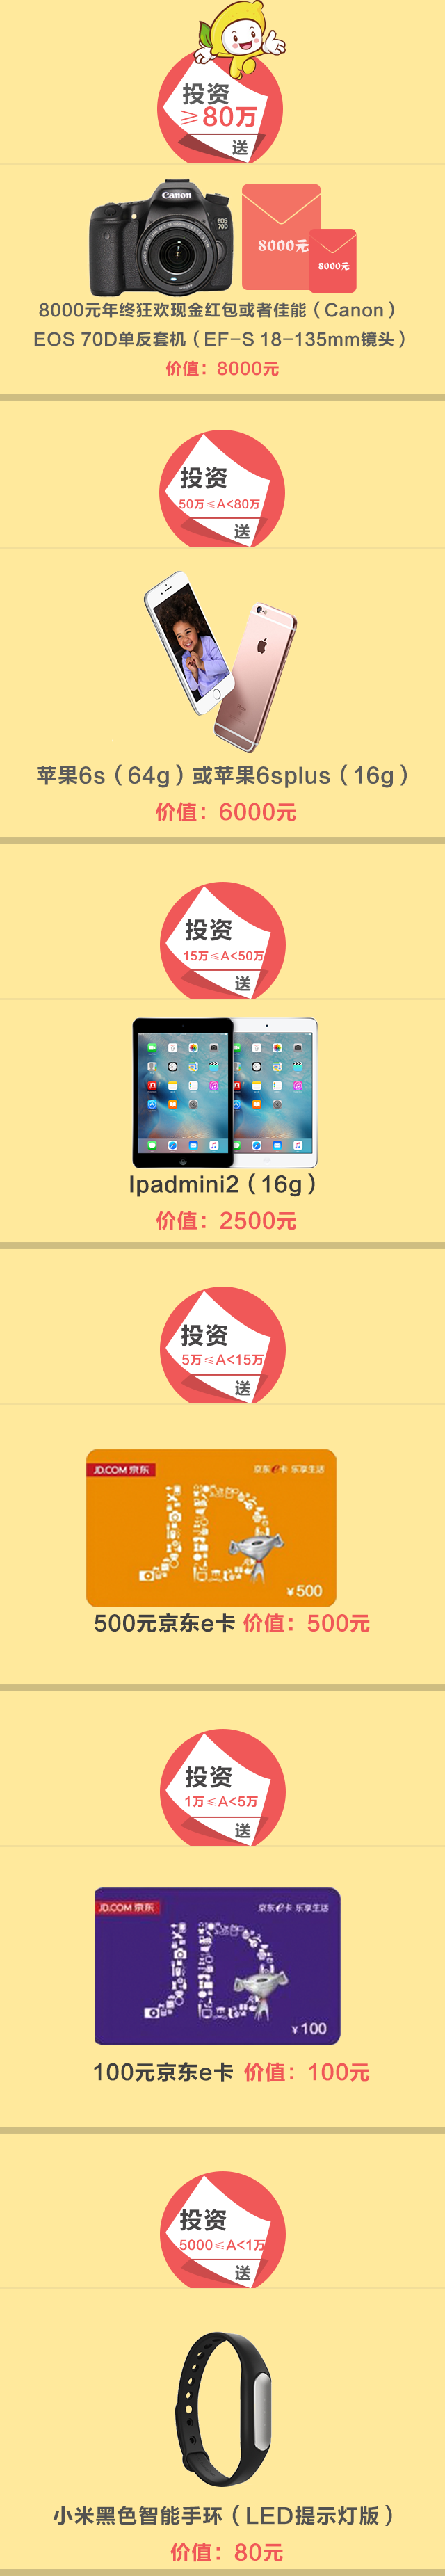 投资
≥80万
送
Canon
EOS
70D
8000元
8000元
8000元年终狂欢现金红包或者佳能（Canon）
EOS 70D单反套机（EF-S 18-135mm镜头）
价值：8000元
投资
50万≤A<80万
送
苹果6s（64g）或苹果6splus（16g）
价值：6000元
投资
15万≤A<50万
送
Ipadmini2（16g）
价值：2500元
投资
5万≤A<15万
送
JD.COM 京东
京东e卡 乐享生活
JD
¥500
500元京东e卡 价值：500元
投资
1万≤A<5万
送
JD.COM 京东
京东e卡 乐享生活
JD
¥100
100元京东e卡 价值：100元
投资
5000≤A<1万
送
小米黑色智能手环（LED提示灯版）
价值：80元